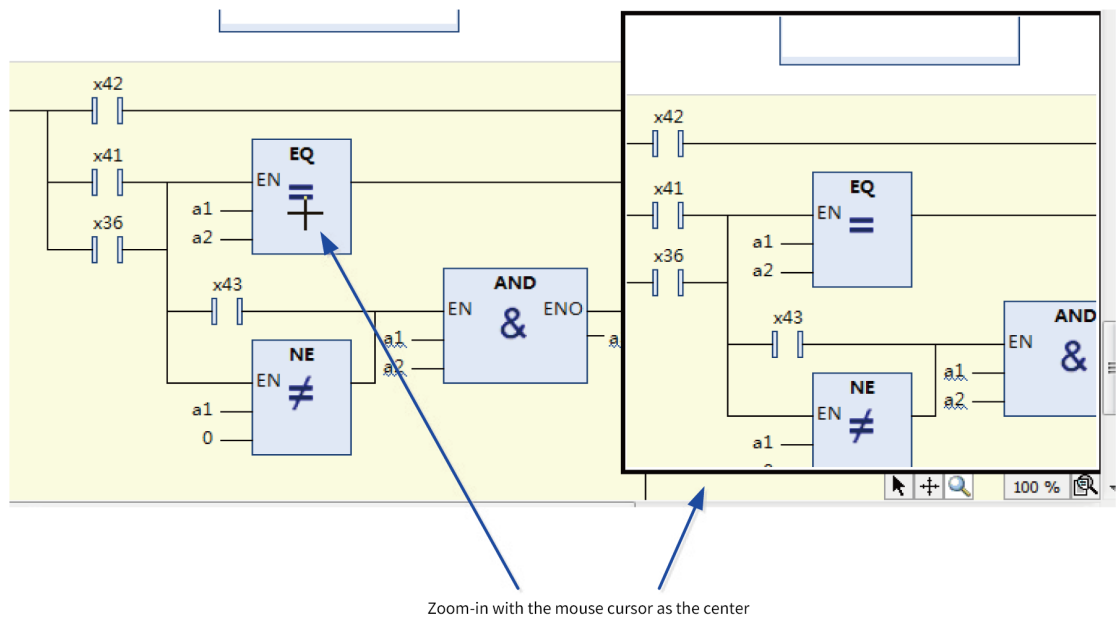 x42
x41
EQ
EN
=
a1
x36
a2
x43
AND
EN
ENO
&
a1
a
a2
NE
EN
≠
a1
0
x42
x41
EQ
EN
=
a1
x36
a2
x43
AND
EN
&
a1
a2
NE
EN
≠
a1
100 %
Zoom-in with the mouse cursor as the center